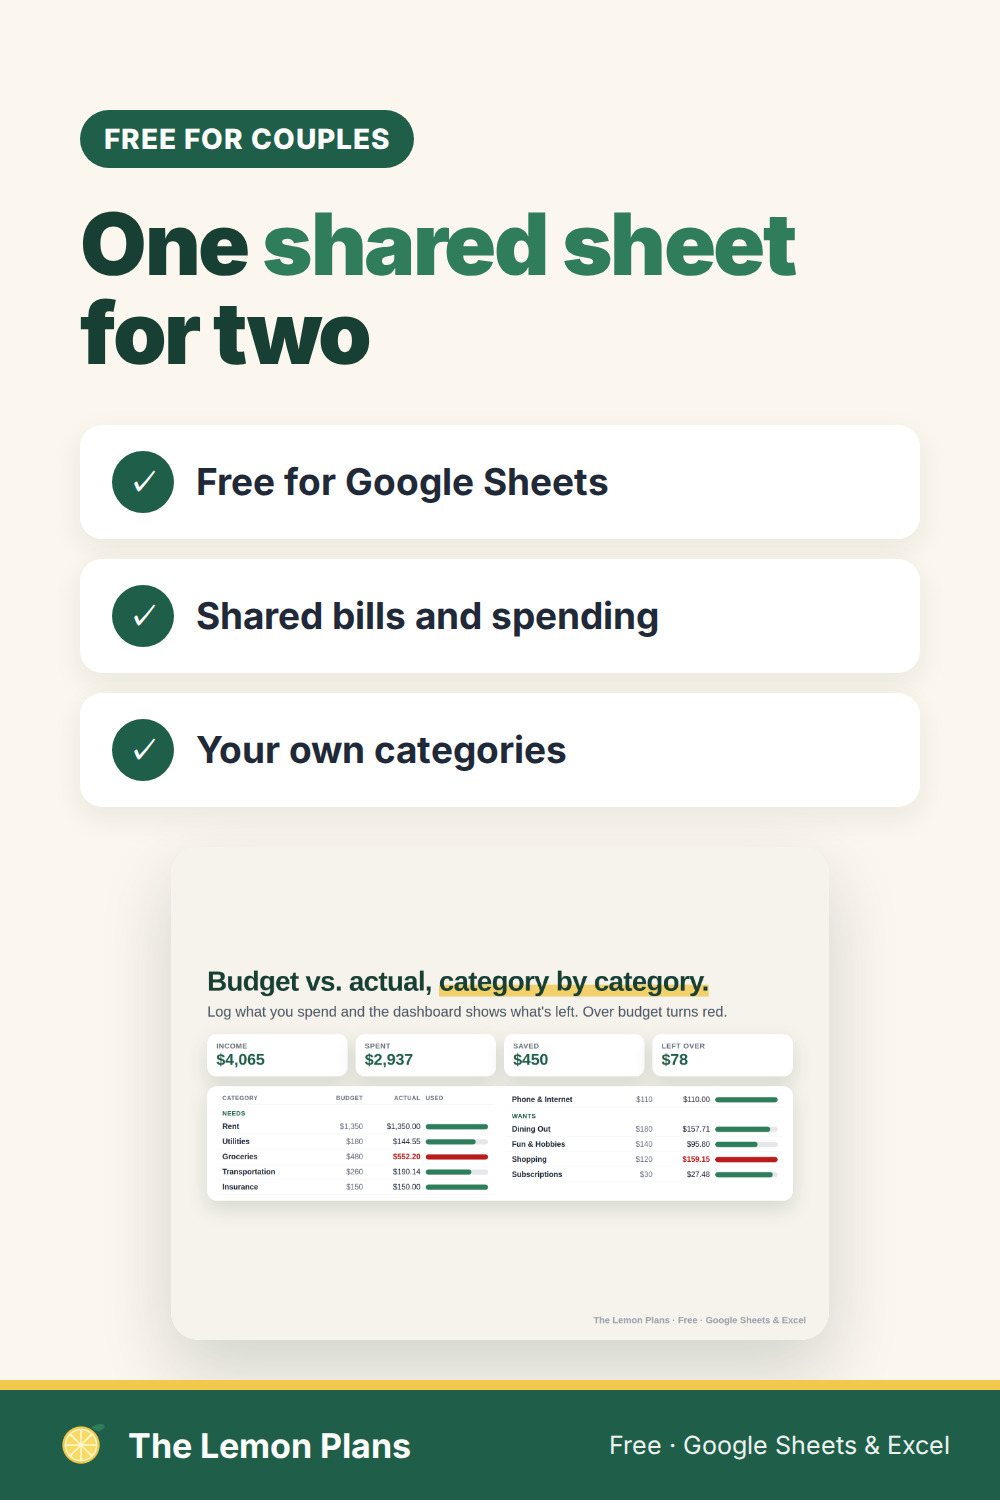 FREE FOR COUPLES
One shared sheet
for two
✓ Free for Google Sheets
✓ Shared bills and spending
✓ Your own categories
Budget vs. actual, category by category.
Log what you spend and the dashboard shows what's left. Over budget turns red.
INCOME SPENT SAVED LEFT OVER
$4,065 $2,937 $450 $78
CATEGORY BUDGET ACTUAL USED
NEEDS
Rent $1,350 $1,350.00
Utilities $180 $144.55
Groceries $480 $552.20
Transportation $260 $190.14
Insurance $150 $150.00
Phone & Internet $110 $110.00
WANTS
Dining Out $180 $157.71
Fun & Hobbies $140 $95.80
Shopping $120 $159.15
Subscriptions $30 $27.48
The Lemon Plans · Free · Google Sheets & Excel
The Lemon Plans
Free · Google Sheets & Excel